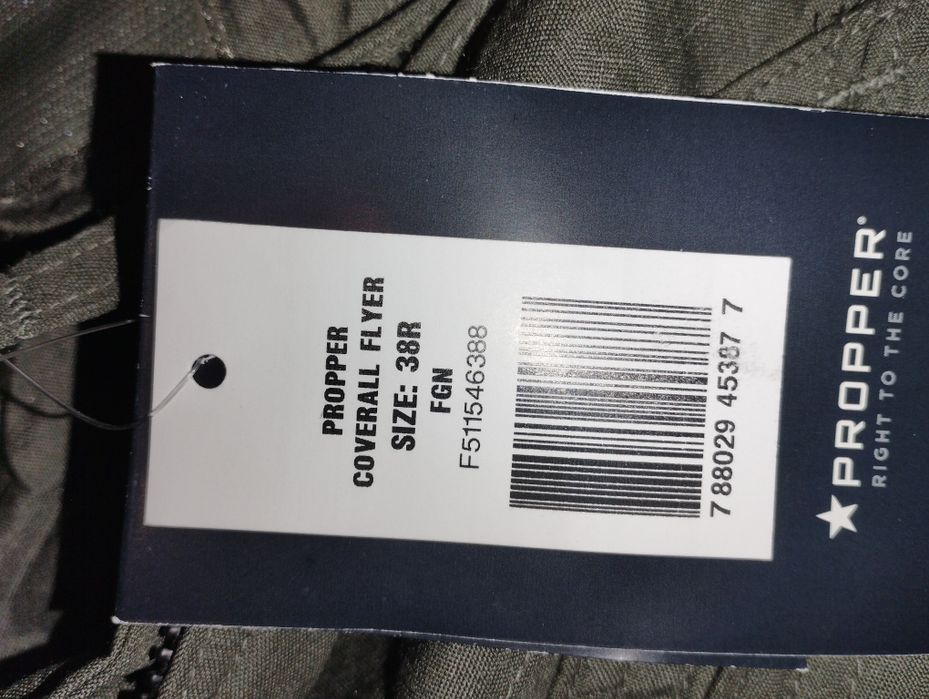 PROPPER
COVERALL FLYER
SIZE: 38R
FGN
F511546388
7 88029 45387 7
PROPPER®
RIGHT TO THE CORE